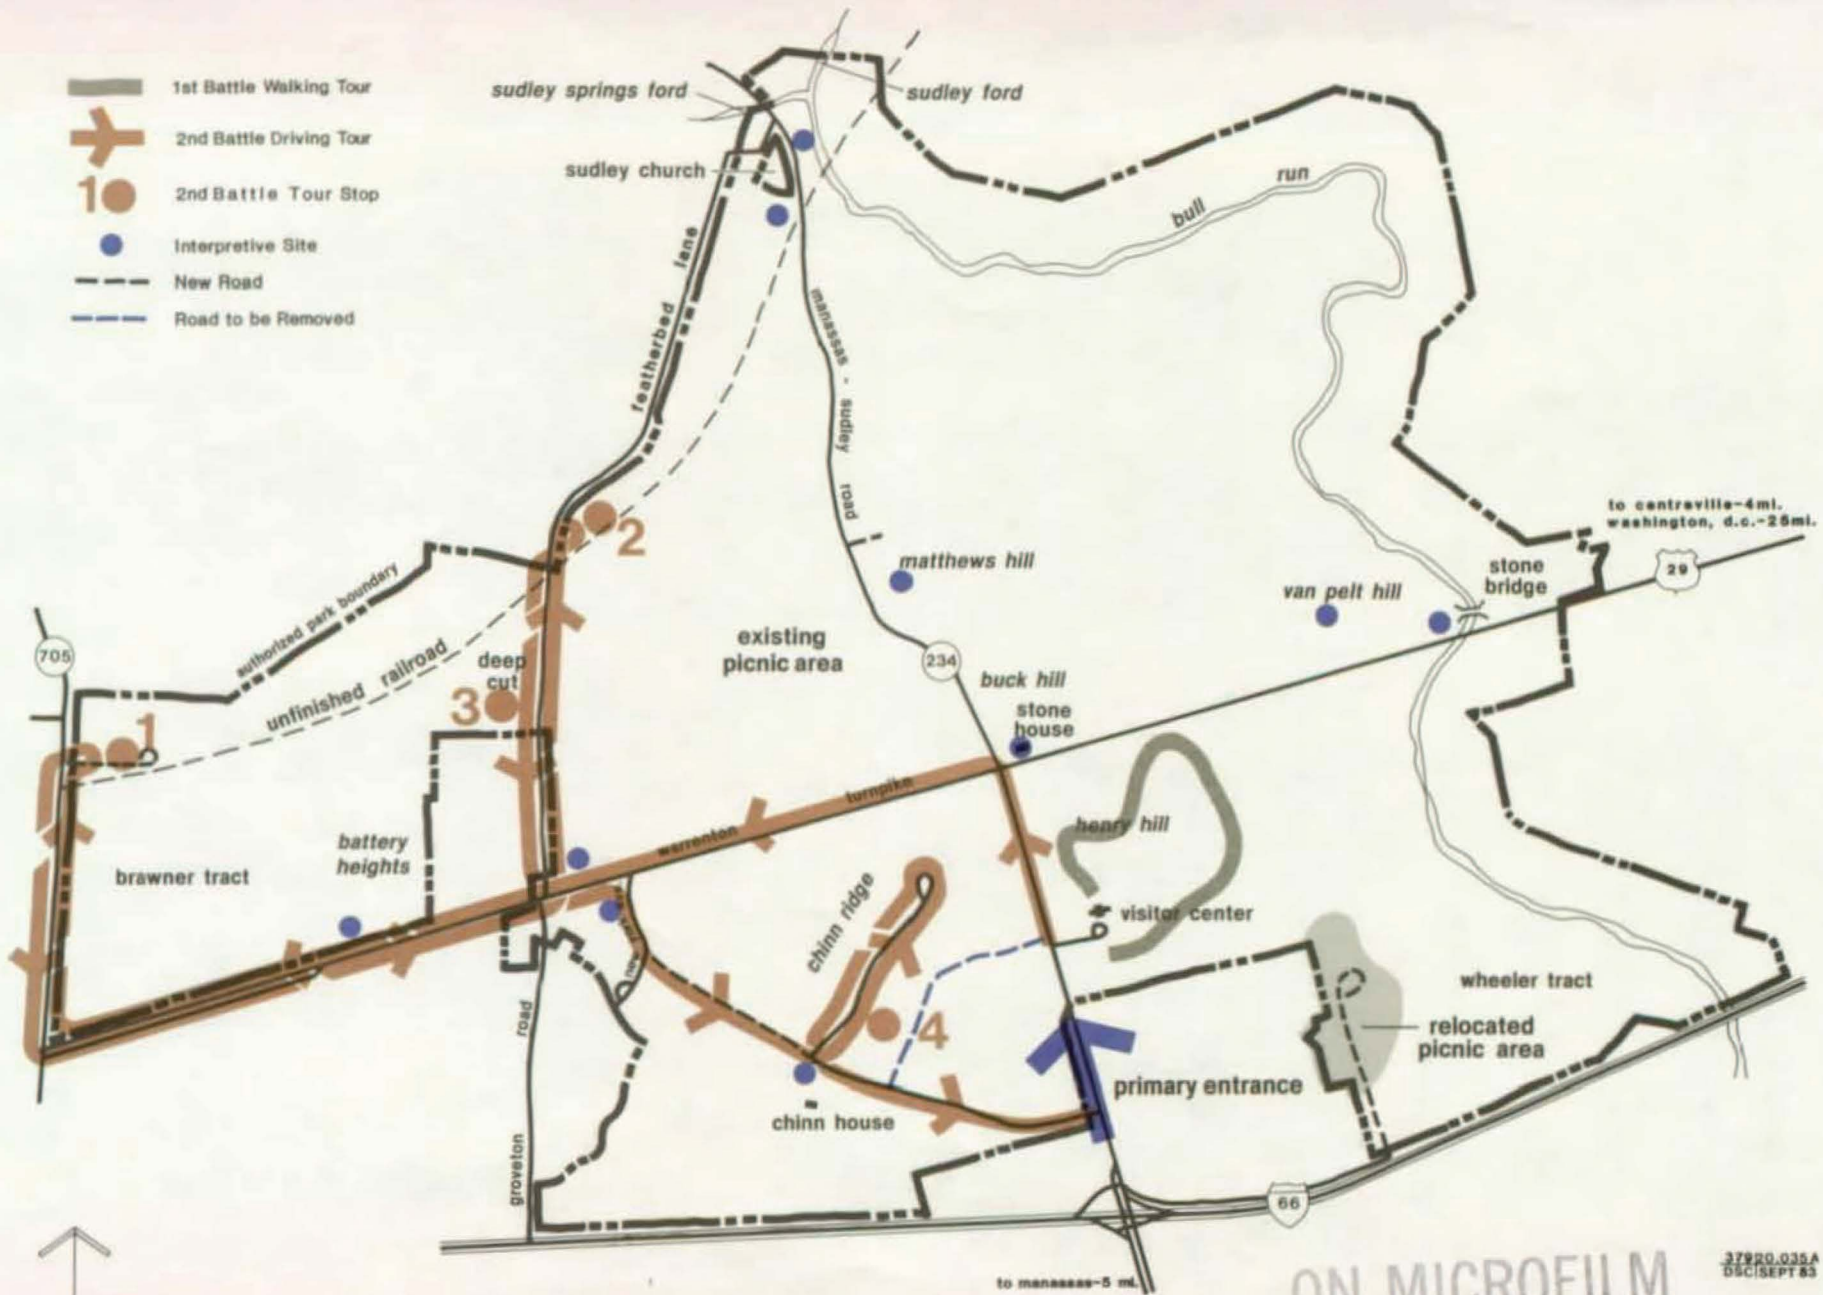 1st Battle Walking Tour
2nd Battle Driving Tour
1
2nd Battle Tour Stop
Interpretive Site
New Road
Road to be Removed
sudley springs ford
sudley ford
sudley church
run
bull
featherbed lane
manassas - sudley road
2
to centreville-4mi.
washington, d.c.-25mi.
29
stone
bridge
matthews hill
van pelt hill
authorized park boundary
unfinished railroad
existing
picnic area
705
deep
cut
3
234
buck hill
stone
house
1
battery
heights
brawner tract
warrenton turnpike
henry hill
chinn ridge
visitor center
new
4
wheeler tract
relocated
picnic area
primary entrance
chinn house
groveton road
66
to manassas-5 mi.
ON MICROFILM
37920.035A
DSC|SEPT 83